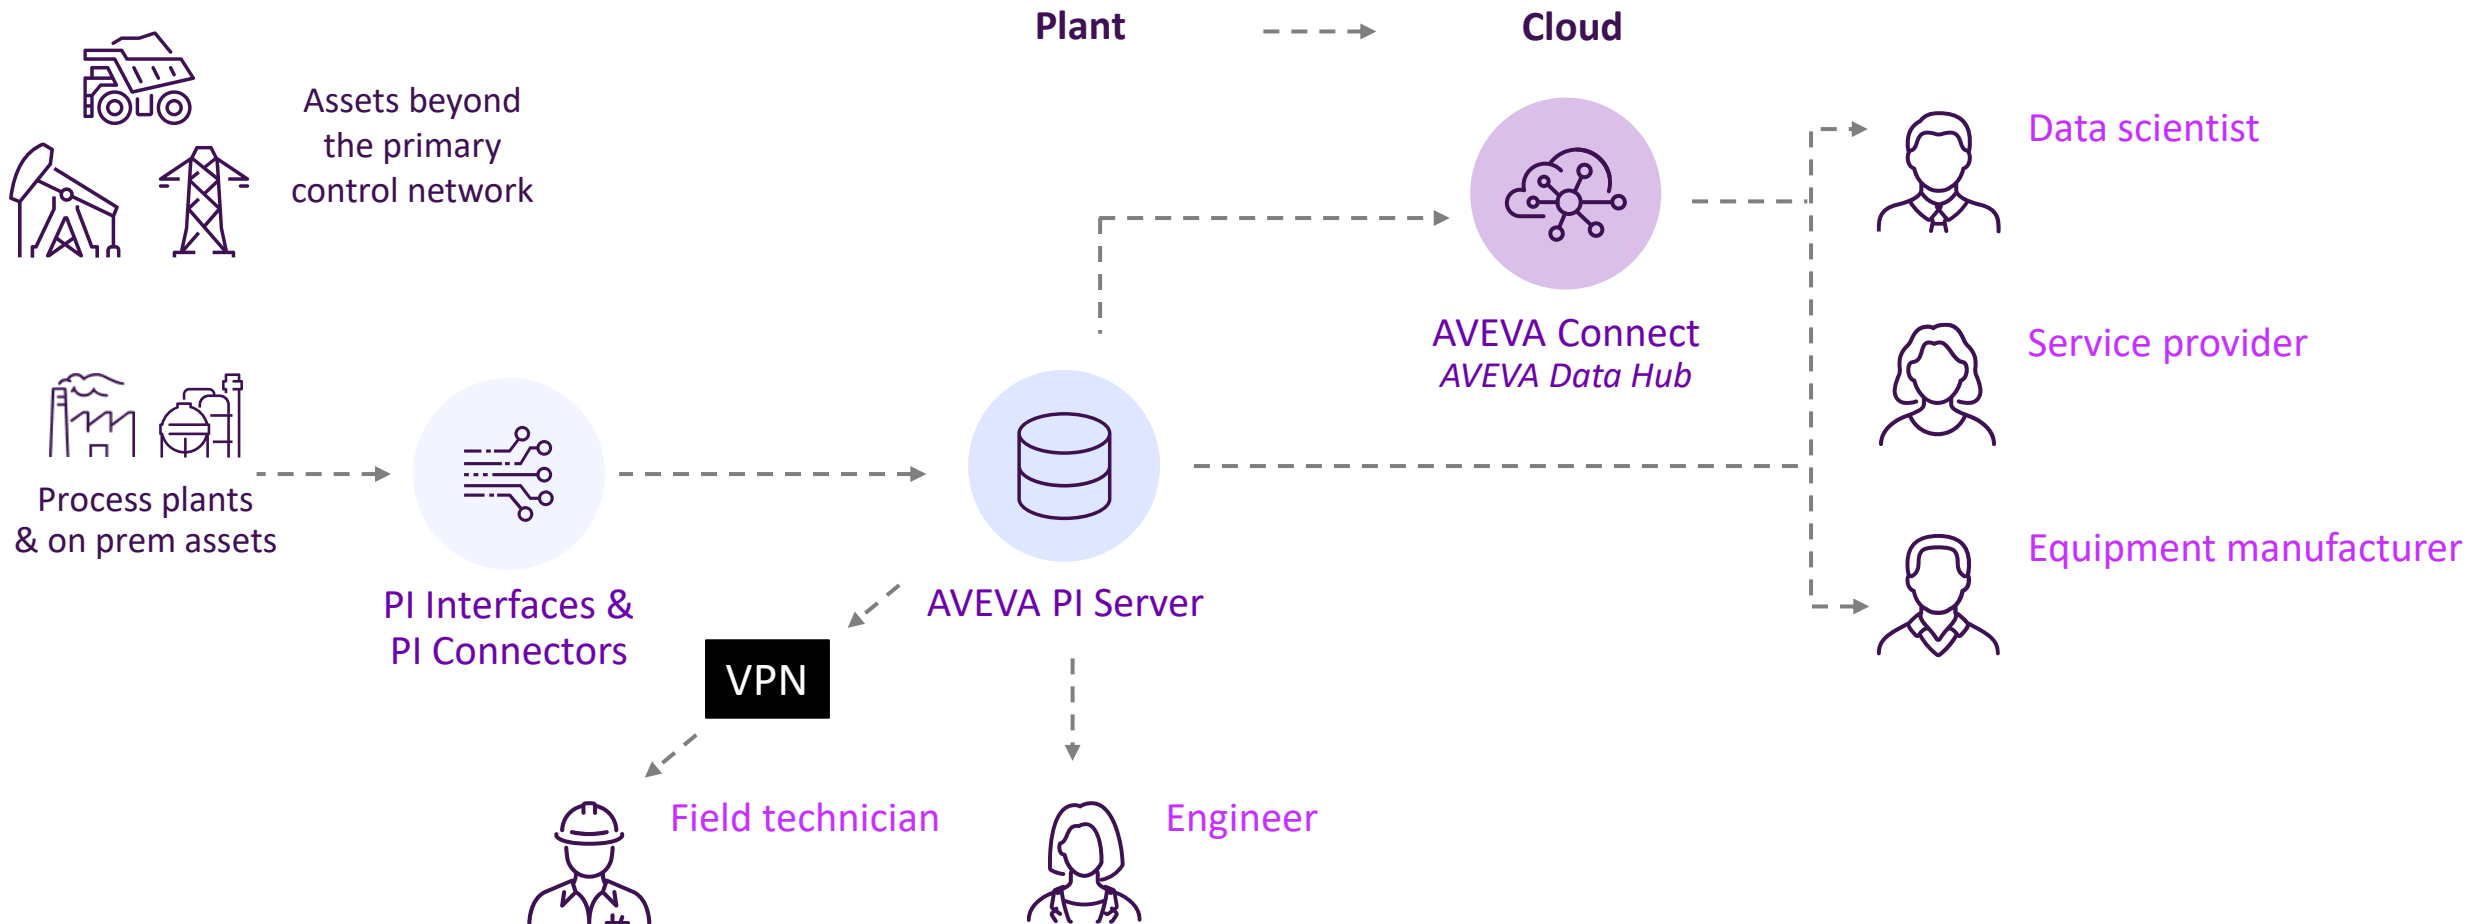 Plant
Cloud
Assets beyond
the primary
control network
Data scientist
AVEVA Connect
AVEVA Data Hub
Service provider
Process plants
& on prem assets
PI Interfaces &
PI Connectors
AVEVA PI Server
Equipment manufacturer
VPN
Field technician
Engineer